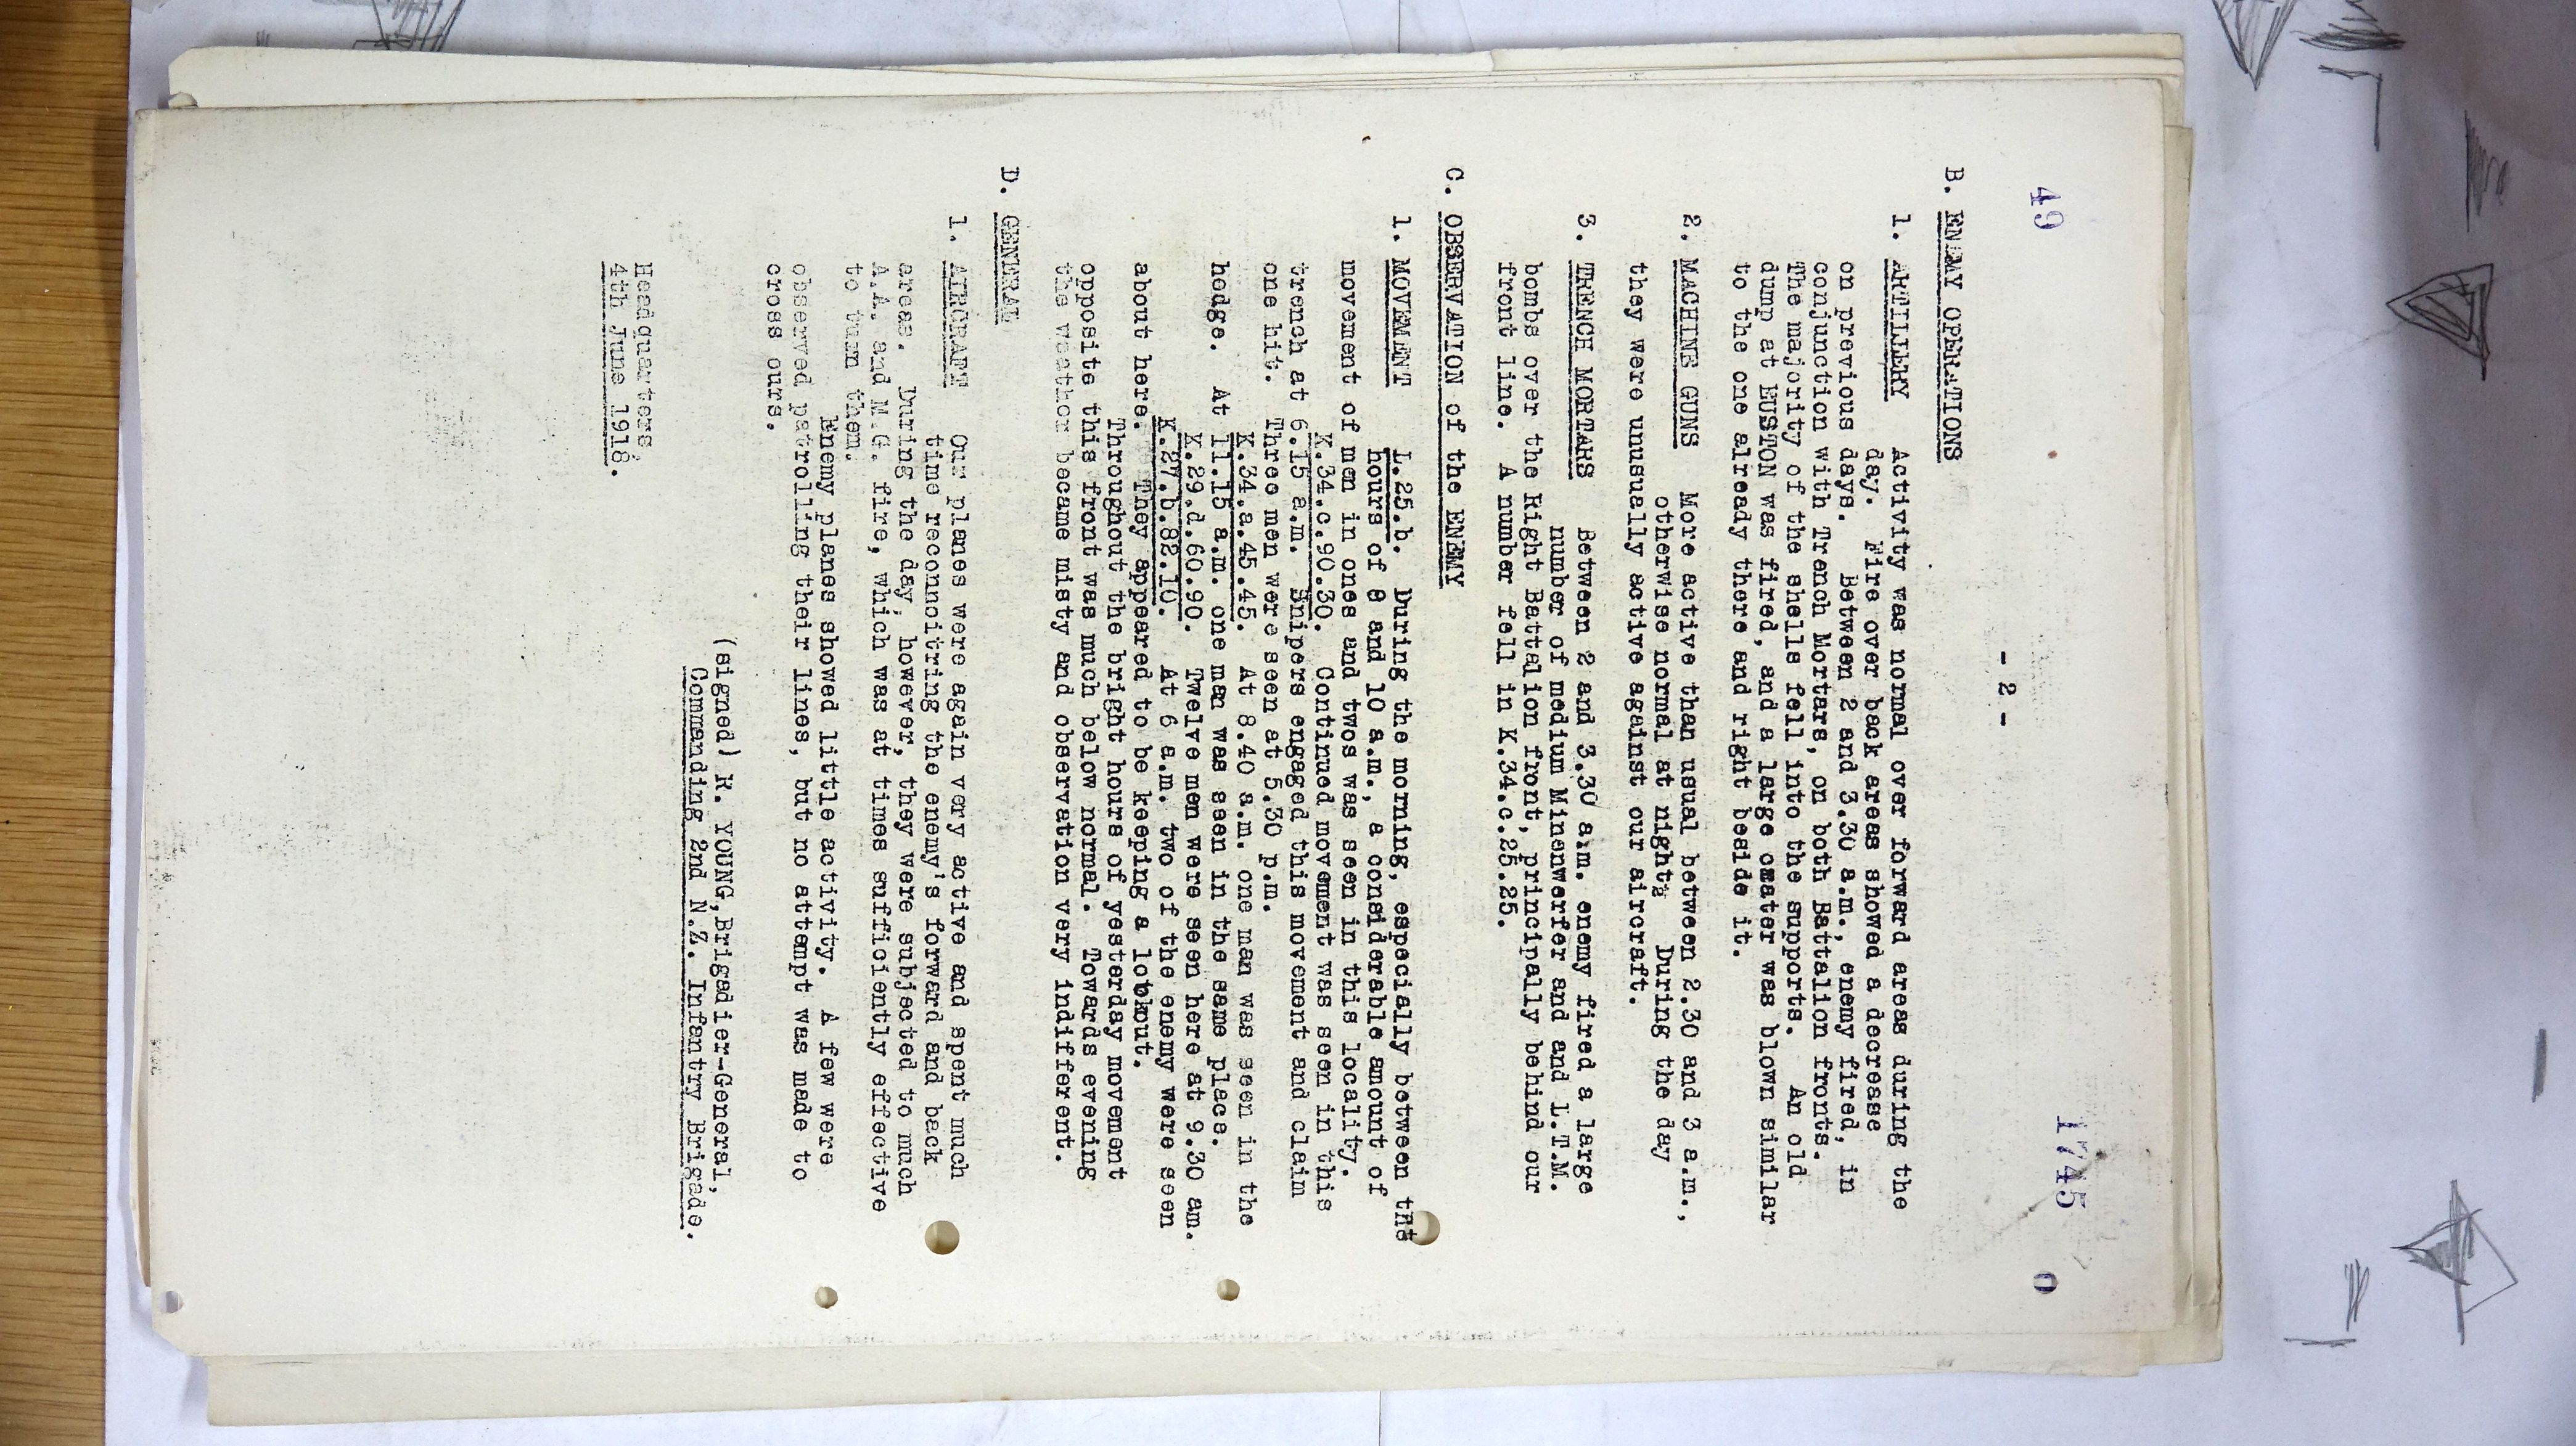 49
1745
0
- 2 -
B. ENEMY OPERATIONS
1. ARTILLERY Activity was normal over forward areas during the
day. Fire over back areas showed a decrease
on previous days. Between 2 and 3.30 a.m., enemy fired, in
conjunction with Trench Mortars, on both Battalion fronts.
The majority of the shells fell into the supports. An old
dump at EUSTON was fired, and a large crater was blown similar
to the one already there and right beside it.
2. MACHINE GUNS More active than usual between 2.30 and 3 a.m.,
otherwise normal at night. During the day
they were unusually active against our aircraft.
3. TRENCH MORTARS Between 2 and 3.30 a.m. enemy fired a large
number of medium Minenwerfer and and L.T.M.
bombs over the Right Battalion front, principally behind our
front line. A number fell in K.34.c.25.25.
C. OBSERVATION of the ENEMY
1. MOVEMENT L.25.b. During the morning, especially between the
hours of 8 and 10 a.m., a considerable amount of
movement of men in ones and twos was seen in this locality.
K.34.c.90.30. Continued movement was seen in this
trench at 6.15 a.m. Snipers engaged this movement and claim
one hit. Three men were seen at 5.30 p.m.
K.34.a.45.45. At 8.40 a.m. one man was seen in the
hedge. At 11.15 a.m. one man was seen in the same place.
K.29.d.60.90. Twelve men were seen here at 9.30 am.
K.27.b.82.10. At 6 a.m. two of the enemy were seen
about here. They appeared to be keeping a lookout.
Throughout the bright hours of yesterday movement
opposite this front was much below normal. Towards evening
the weather became misty and observation very indifferent.
D. GENERAL
1. AIRCRAFT Our planes were again very active and spent much
time reconnoitring the enemy's forward and back
areas. During the day, however, they were subjected to much
A.A. and M.G. fire, which was at times sufficiently effective
to turn them.
Enemy planes showed little activity. A few were
observed patrolling their lines, but no attempt was made to
cross ours.
(signed) R. YOUNG, Brigadier-General,
Commanding 2nd N.Z. Infantry Brigade.
Headquarters,
4th June 1918.